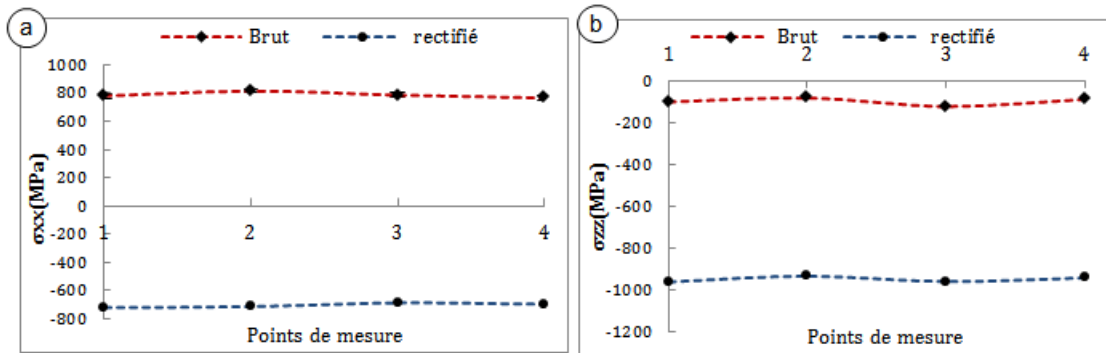 a
Brut rectifié
1000
800
600
400
200
0
-200
-400
-600
-800
1 2 3 4
σxx(MPa)
Points de mesure
b
Brut rectifié
1 2 3 4
0
-200
-400
-600
-800
-1000
-1200
σzz(MPa)
Points de mesure